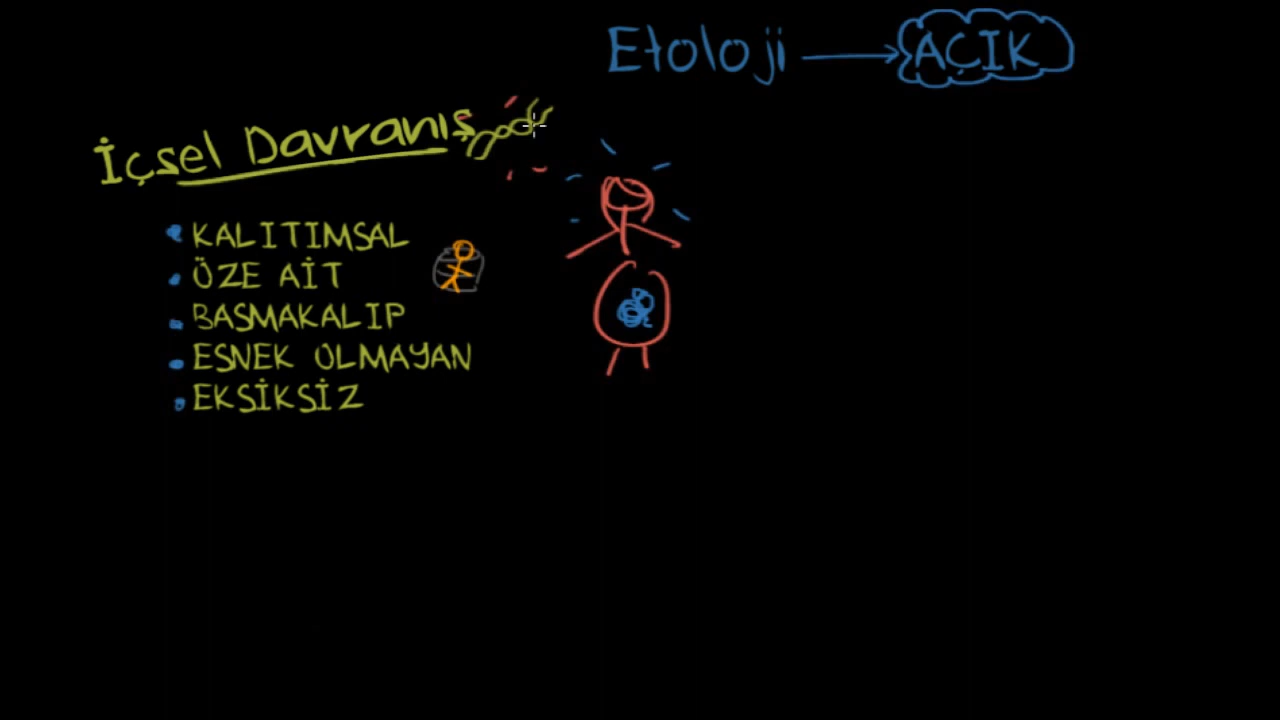 Etoloji → AÇIK
İçsel Davranış
• KALITIMSAL
• ÖZE AİT
• BASMAKALIP
• ESNEK OLMAYAN
• EKSİKSİZ